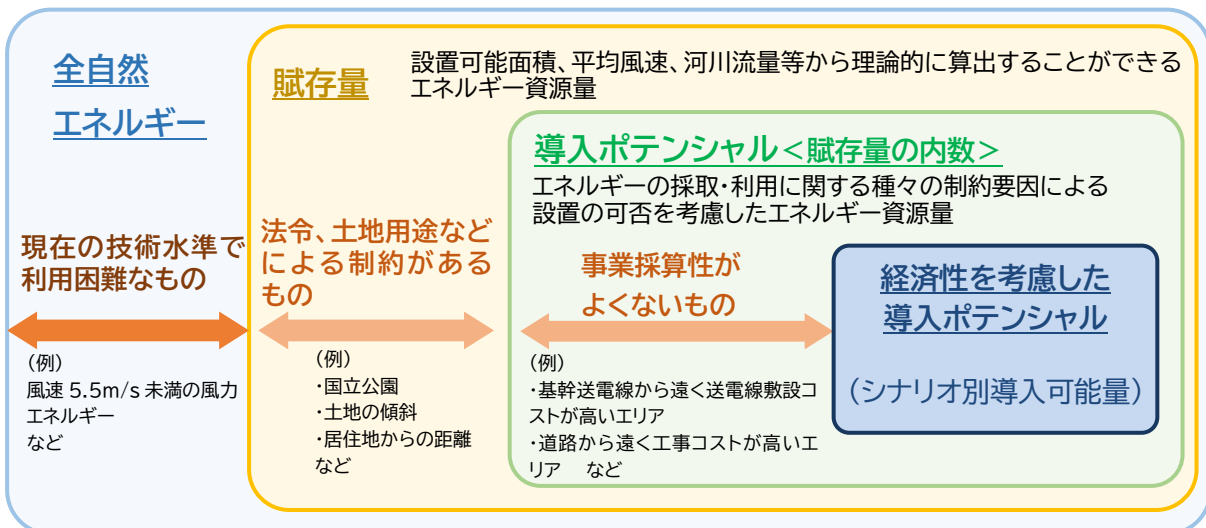 全自然
エネルギー
現在の技術水準で
利用困難なもの
(例)
風速 5.5m/s 未満の風力
エネルギー
など
賦存量
設置可能面積、平均風速、河川流量等から理論的に算出することができる
エネルギー資源量
法令、土地用途など
による制約がある
もの
(例)
・国立公園
・土地の傾斜
・居住地からの距離
など
導入ポテンシャル<賦存量の内数>
エネルギーの採取・利用に関する種々の制約要因による
設置の可否を考慮したエネルギー資源量
事業採算性が
よくないもの
(例)
・基幹送電線から遠く送電線敷設コ
ストが高いエリア
・道路から遠く工事コストが高いエ
リア など
経済性を考慮した
導入ポテンシャル
(シナリオ別導入可能量)